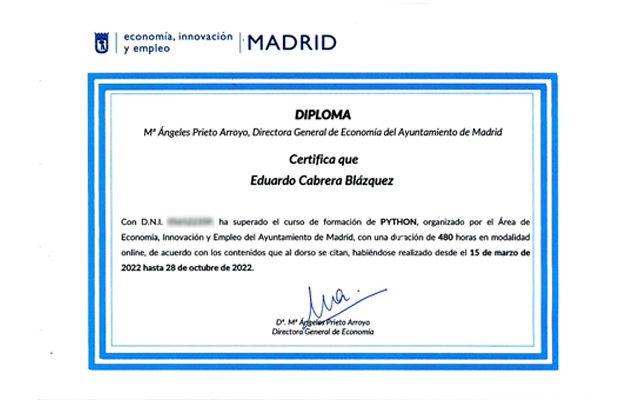 economía, innovación
y empleo
MADRID
DIPLOMA
Mª Ángeles Prieto Arroyo, Directora General de Economía del Ayuntamiento de Madrid
Certifica que
Eduardo Cabrera Blázquez
Con D.N.I. ha superado el curso de formación de PYTHON, organizado por el Área de
Economía, Innovación y Empleo del Ayuntamiento de Madrid, con una duración de 480 horas en modalidad
online, de acuerdo con los contenidos que al dorso se citan, habiéndose realizado desde el 15 de marzo de
2022 hasta 28 de octubre de 2022.
Dª. Mª Ángeles Prieto Arroyo
Directora General de Economía